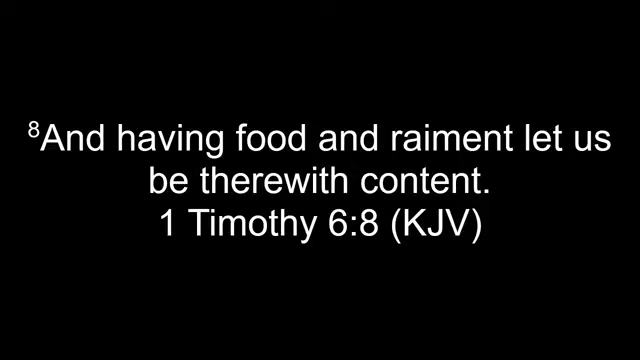 ⁸And having food and raiment let us
be therewith content.
1 Timothy 6:8 (KJV)